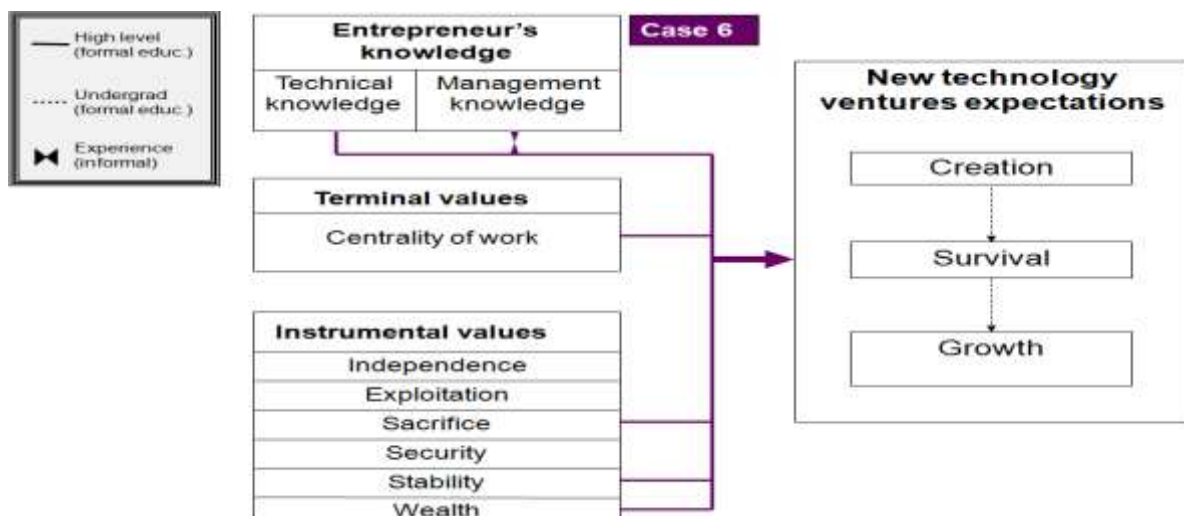 High level
(formal educ.)
Undergrad
(formal educ.)
Experience
(informal)
Entrepreneur's
knowledge
Technical
knowledge
Management
knowledge
Case 6
Terminal values
Centrality of work
Instrumental values
Independence
Exploitation
Sacrifice
Security
Stability
Wealth
New technology
ventures expectations
Creation
Survival
Growth